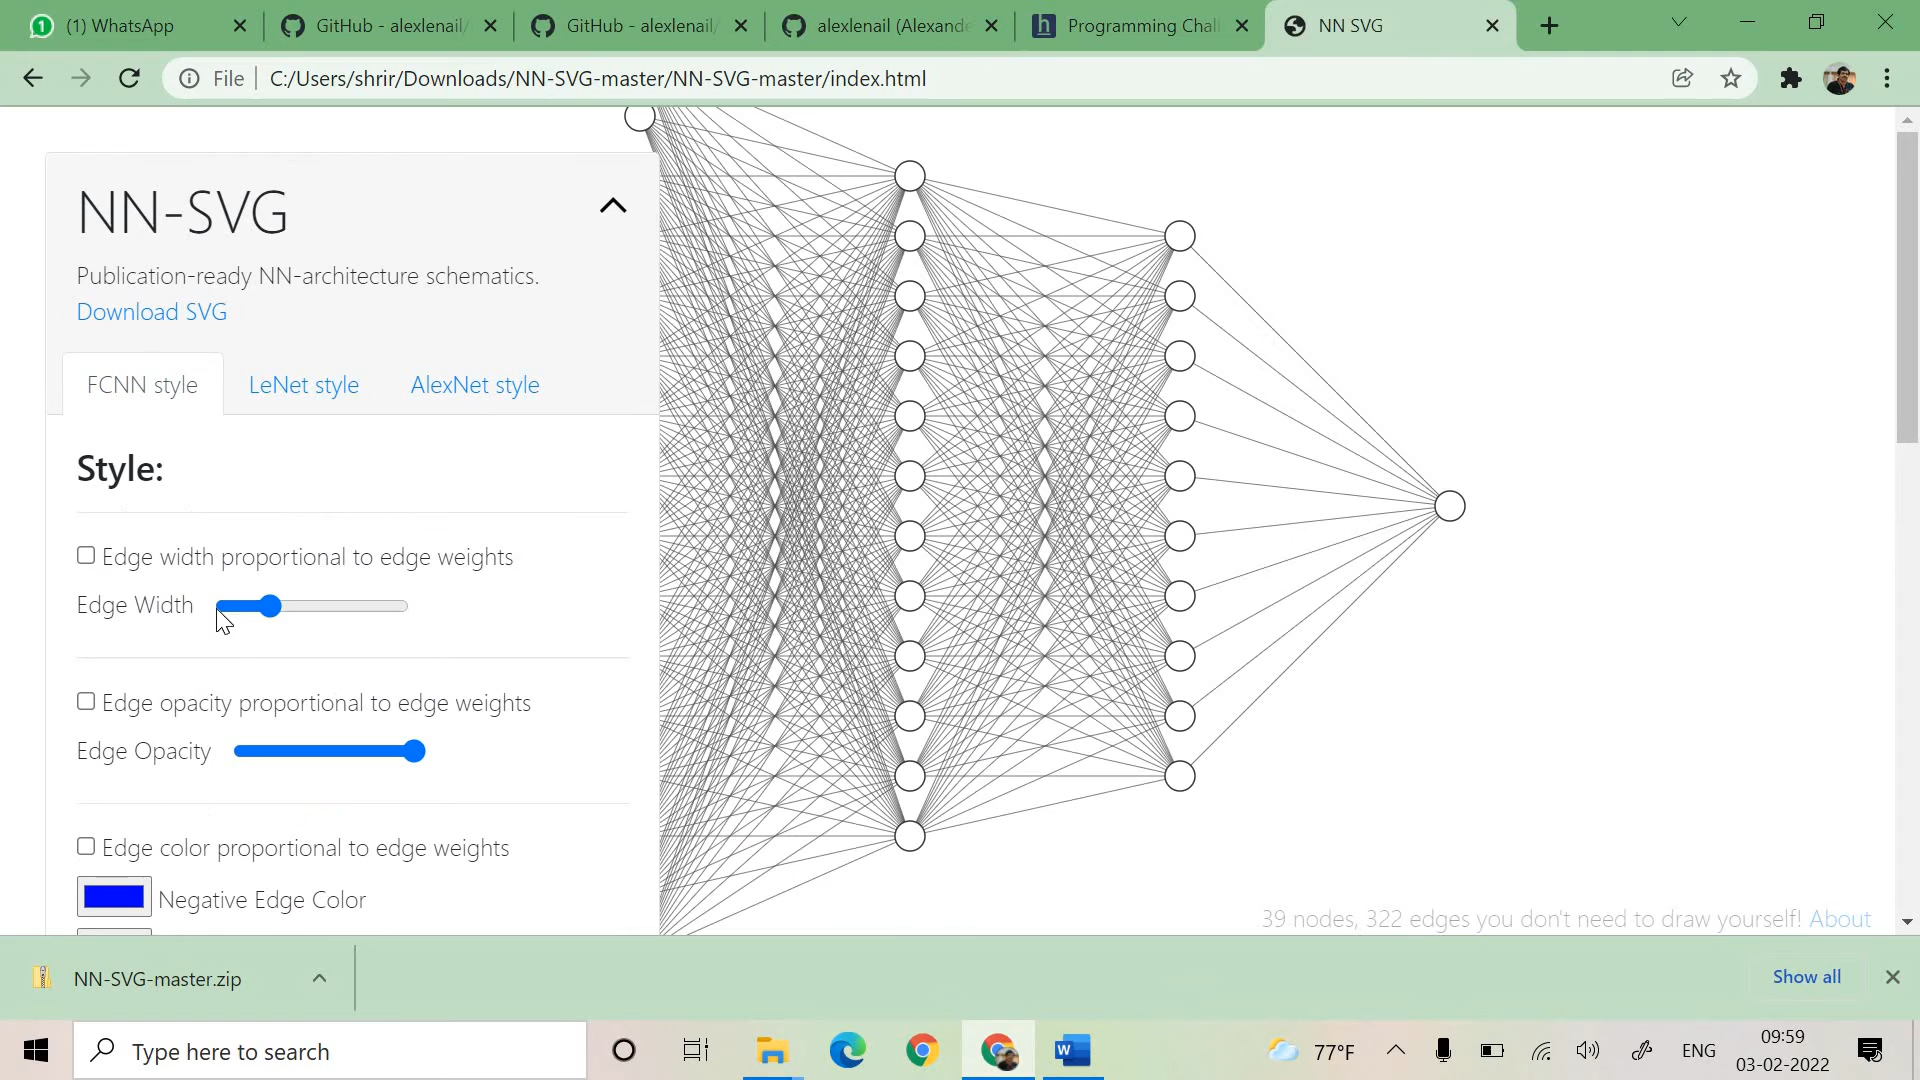 (1) WhatsApp
GitHub - alexlenail/
GitHub - alexlenail/
alexlenail (Alexande
Programming Chall
NN SVG
File
C:/Users/shrir/Downloads/NN-SVG-master/NN-SVG-master/index.html
NN-SVG
Publication-ready NN-architecture schematics.
Download SVG
FCNN style
LeNet style
AlexNet style
Style:
Edge width proportional to edge weights
Edge Width
Edge opacity proportional to edge weights
Edge Opacity
Edge color proportional to edge weights
Negative Edge Color
39 nodes, 322 edges you don't need to draw yourself! About
NN-SVG-master.zip
Show all
Type here to search
77°F
ENG
09:59
03-02-2022